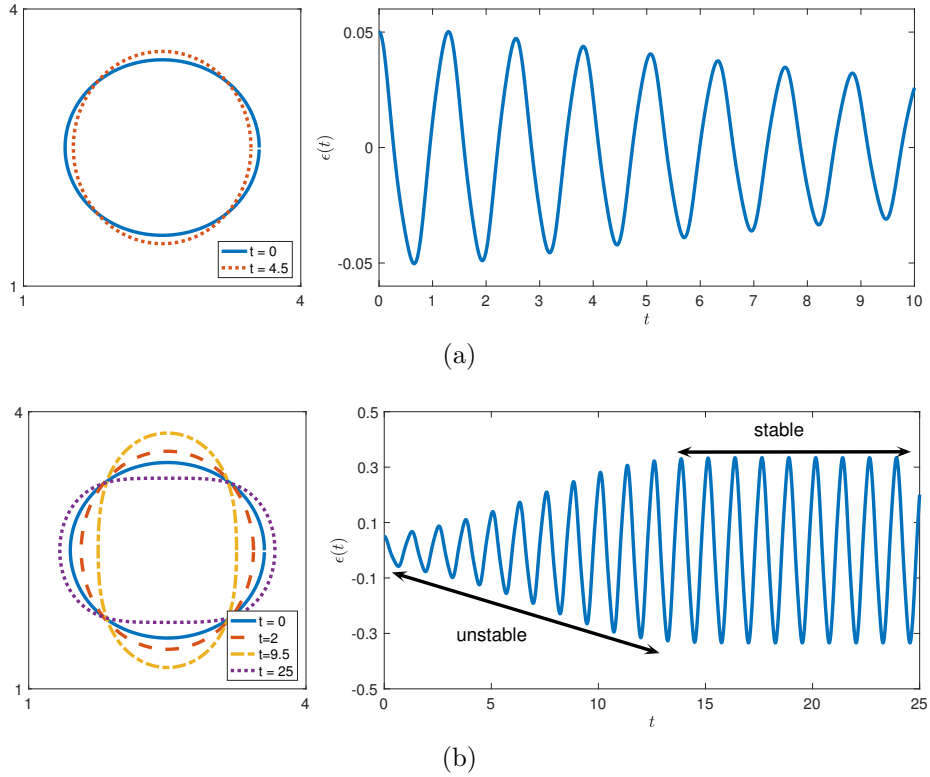 4
1
1
4
t = 0
t = 4.5
0.05
0
-0.05
ϵ(t)
0 1 2 3 4 5 6 7 8 9 10
t
(a)
4
1
1
4
t = 0
t=2
t=9.5
t = 25
0.5
0.3
0.1
-0.1
-0.3
-0.5
ϵ(t)
stable
unstable
0 5 10 15 20 25
t
(b)